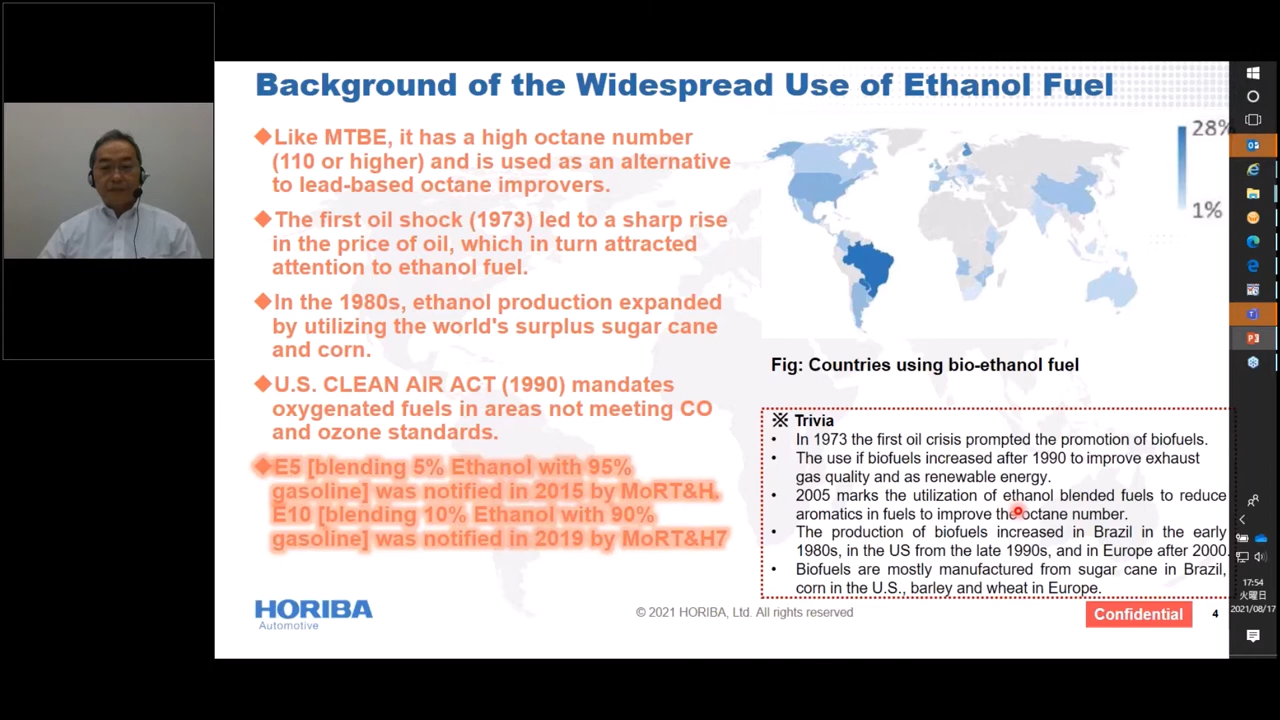 Background of the Widespread Use of Ethanol Fuel
◆Like MTBE, it has a high octane number
(110 or higher) and is used as an alternative
to lead-based octane improvers.
◆The first oil shock (1973) led to a sharp rise
in the price of oil, which in turn attracted
attention to ethanol fuel.
◆In the 1980s, ethanol production expanded
by utilizing the world's surplus sugar cane
and corn.
◆U.S. CLEAN AIR ACT (1990) mandates
oxygenated fuels in areas not meeting CO
and ozone standards.
◆E5 [blending 5% Ethanol with 95%
gasoline] was notified in 2015 by MoRT&H.
E10 [blending 10% Ethanol with 90%
gasoline] was notified in 2019 by MoRT&H7
28%
1%
Fig: Countries using bio-ethanol fuel
※ Trivia
• In 1973 the first oil crisis prompted the promotion of biofuels.
• The use if biofuels increased after 1990 to improve exhaust
gas quality and as renewable energy.
• 2005 marks the utilization of ethanol blended fuels to reduce
aromatics in fuels to improve the octane number.
• The production of biofuels increased in Brazil in the early
1980s, in the US from the late 1990s, and in Europe after 2000.
• Biofuels are mostly manufactured from sugar cane in Brazil,
corn in the U.S., barley and wheat in Europe.
HORIBA
Automotive
© 2021 HORIBA, Ltd. All rights reserved
Confidential
4
17:54
火曜日
2021/08/17